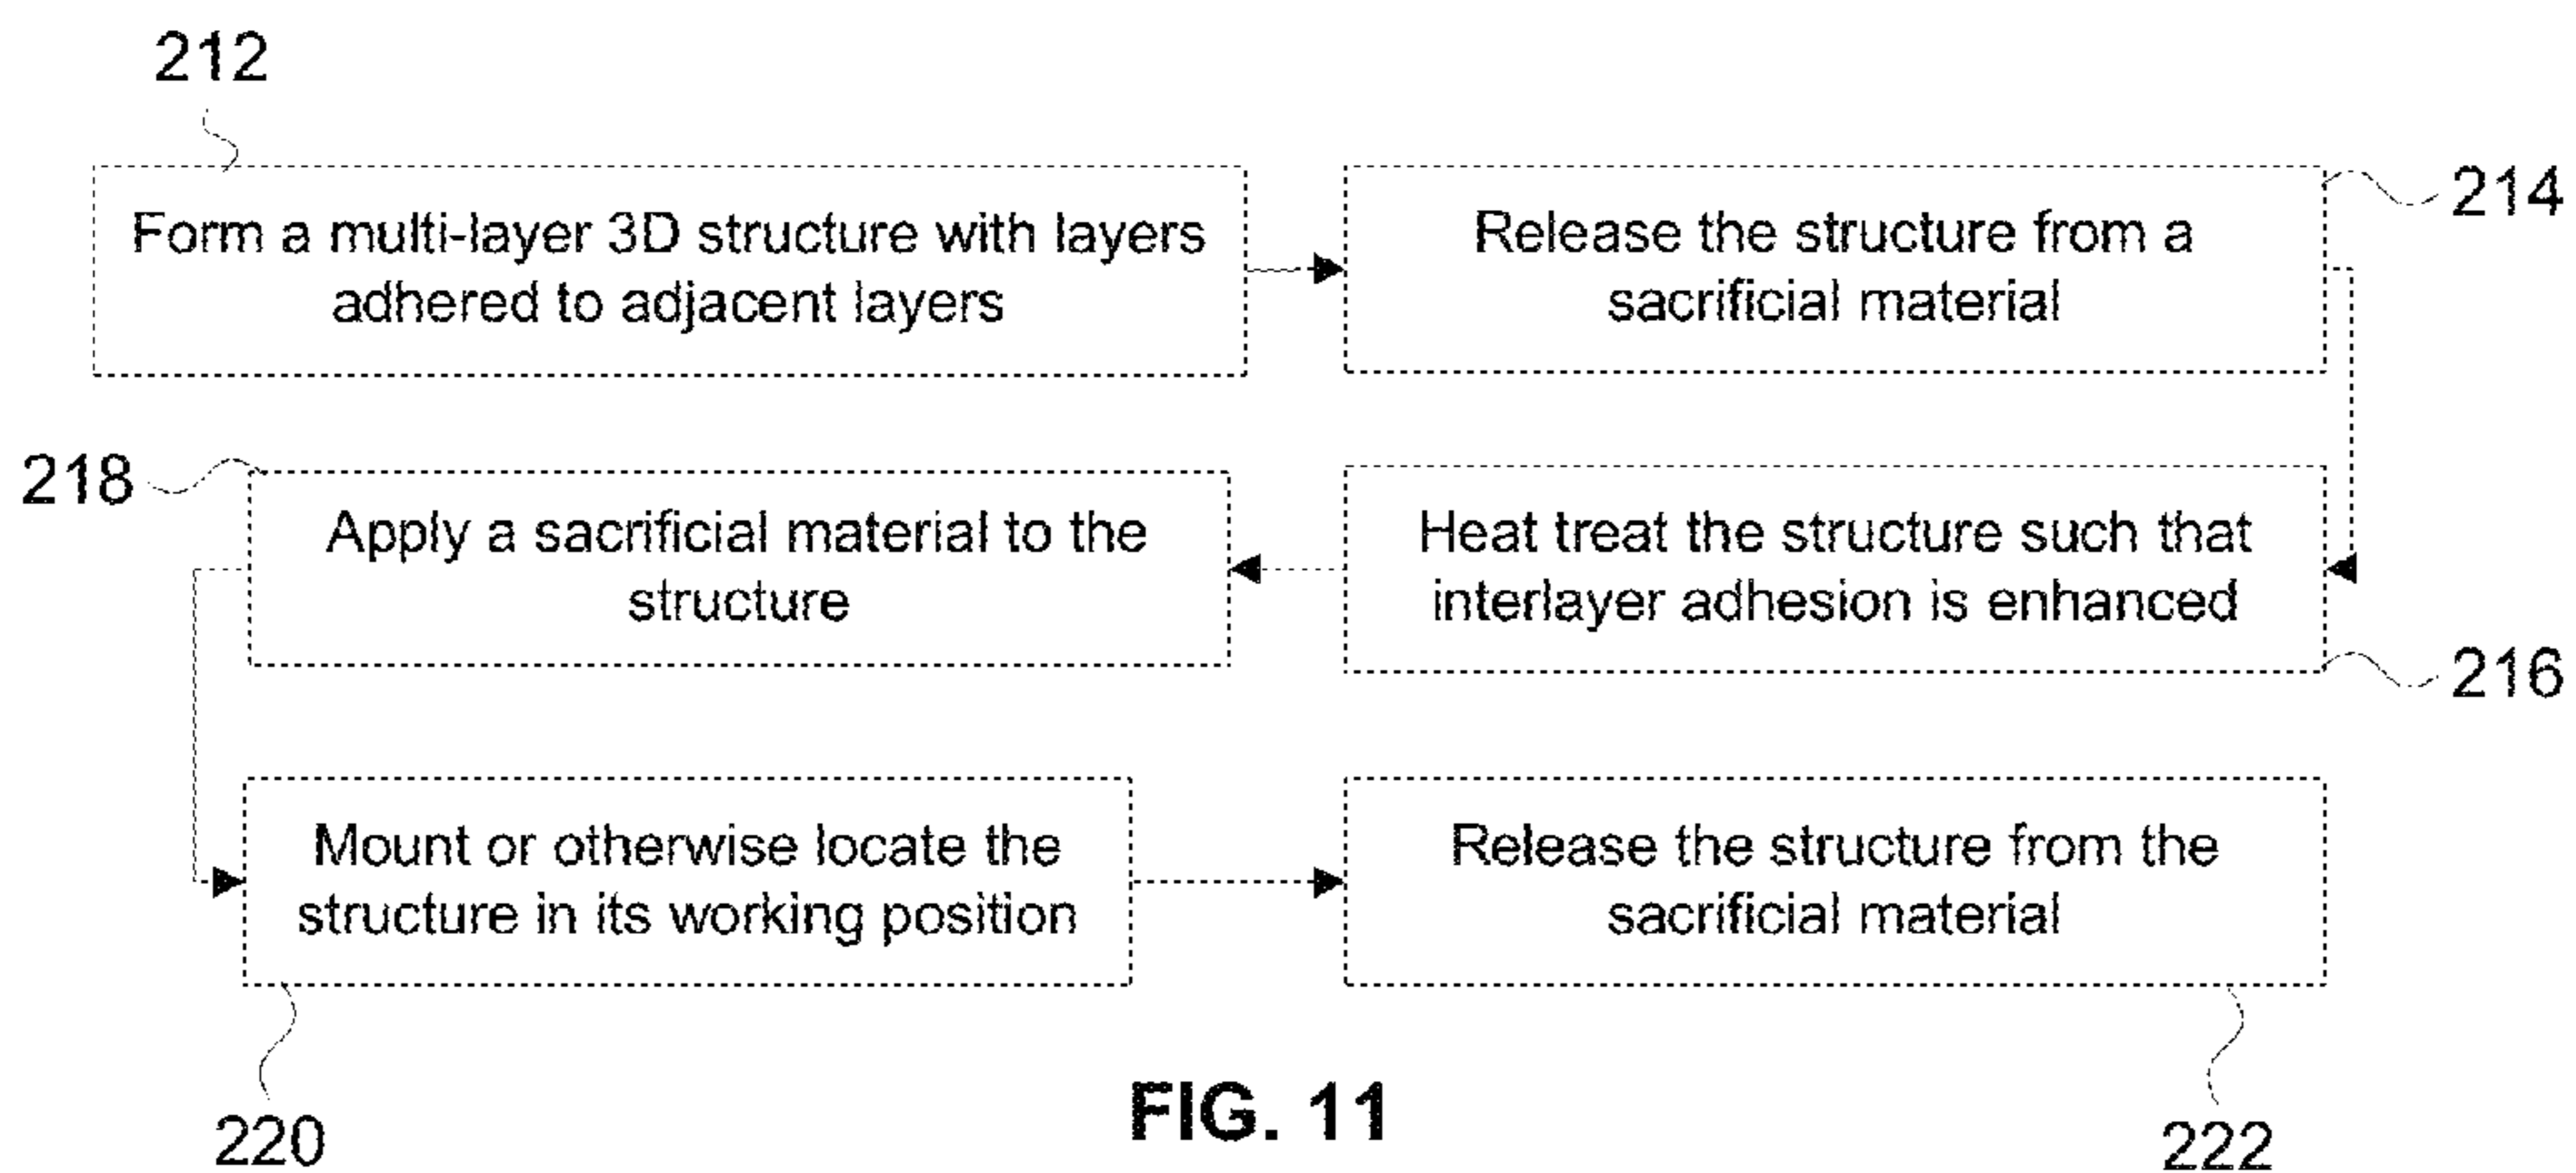 212
Form a multi-layer 3D structure with layers
adhered to adjacent layers
Release the structure from a
sacrificial material
214
218
Apply a sacrificial material to the
structure
Heat treat the structure such that
interlayer adhesion is enhanced
216
Mount or otherwise locate the
structure in its working position
Release the structure from the
sacrificial material
220
222
FIG. 11